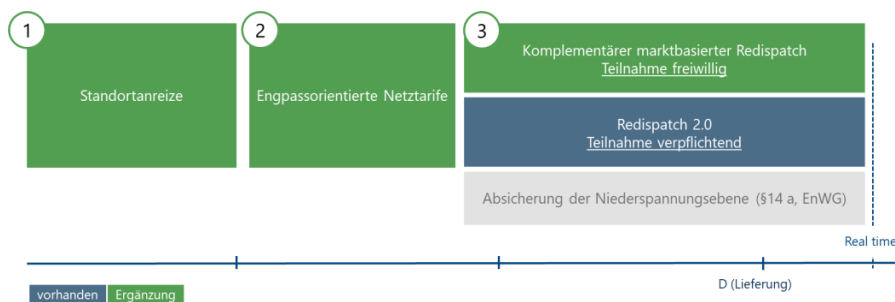 1
2
3
Standortanreize
Engpassorientierte Netztarife
Komplementärer marktbasierter Redispatch
Teilnahme freiwillig
Redispatch 2.0
Teilnahme verpflichtend
Absicherung der Niederspannungsebene (§14 a, EnWG)
Real time
D (Lieferung)
vorhanden
Ergänzung